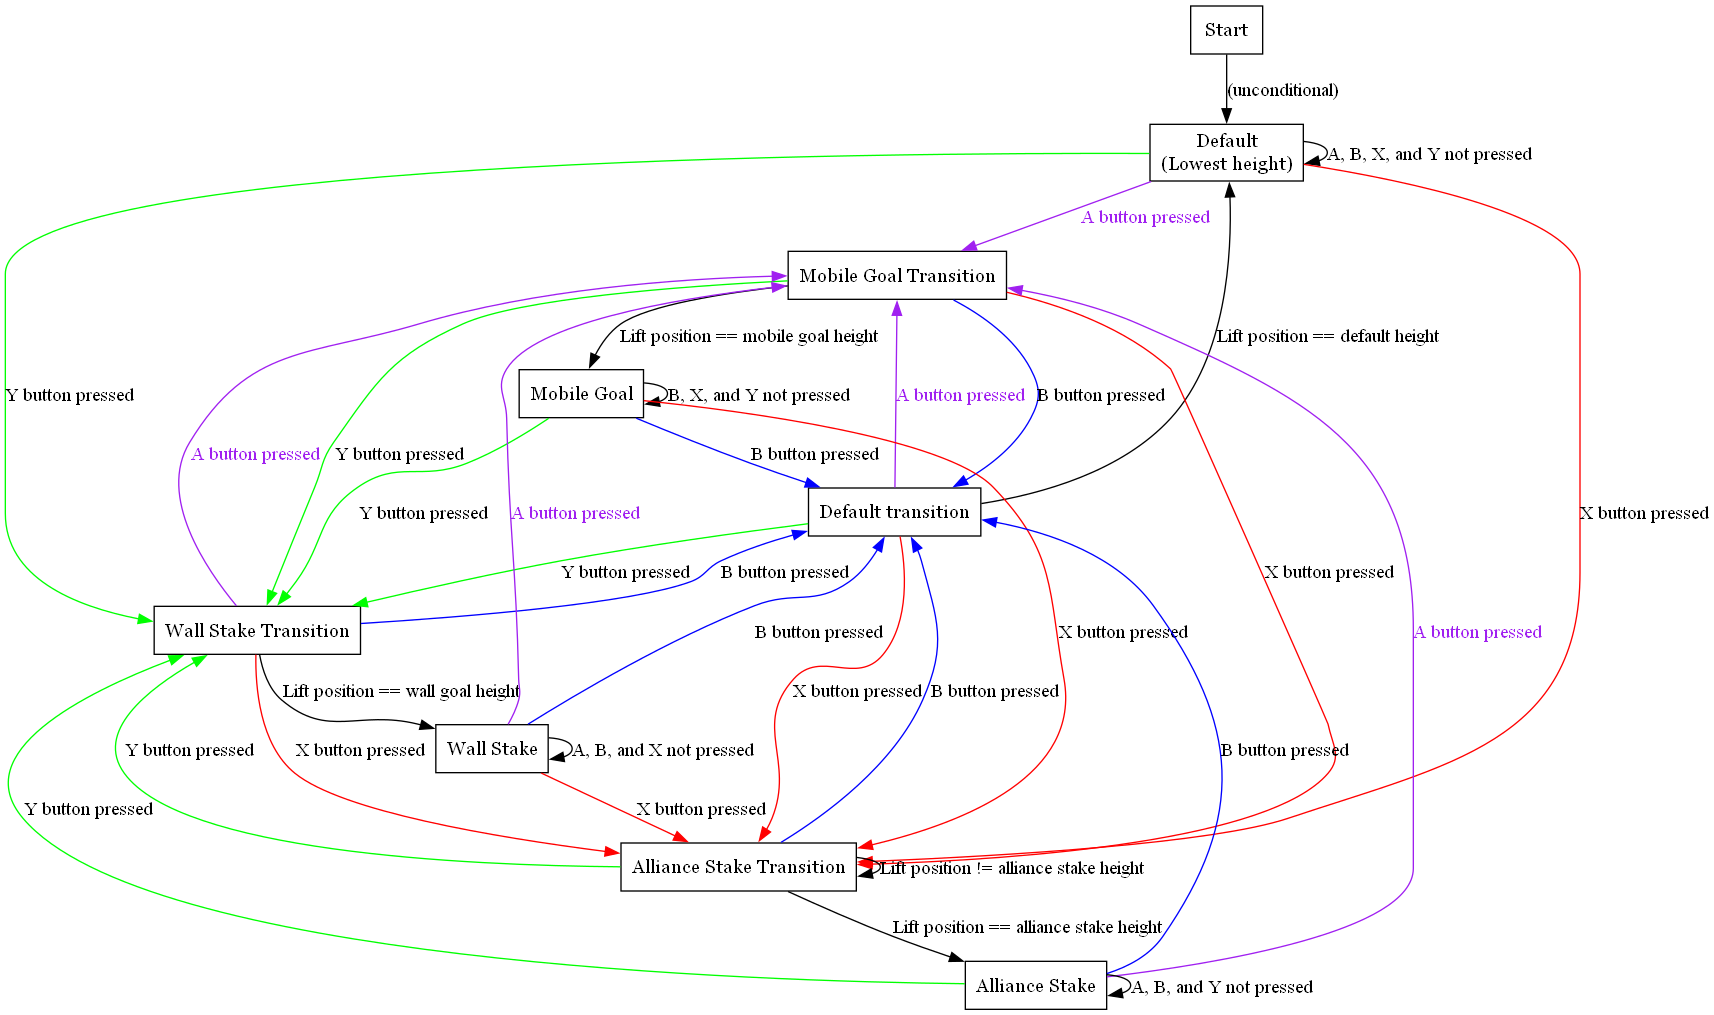 Start
(unconditional)
Default
(Lowest height)
A, B, X, and Y not pressed
A button pressed
Mobile Goal Transition
Lift position == mobile goal height
Lift position == default height
Mobile Goal
B, X, and Y not pressed
Y button pressed
A button pressed
B button pressed
A button pressed
Y button pressed
B button pressed
Y button pressed
A button pressed
Default transition
X button pressed
Y button pressed
B button pressed
X button pressed
Wall Stake Transition
B button pressed
X button pressed
A button pressed
Lift position == wall goal height
X button pressed
B button pressed
Y button pressed
X button pressed
Wall Stake
A, B, and X not pressed
B button pressed
Y button pressed
X button pressed
Alliance Stake Transition
Lift position != alliance stake height
Lift position == alliance stake height
Alliance Stake
A, B, and Y not pressed